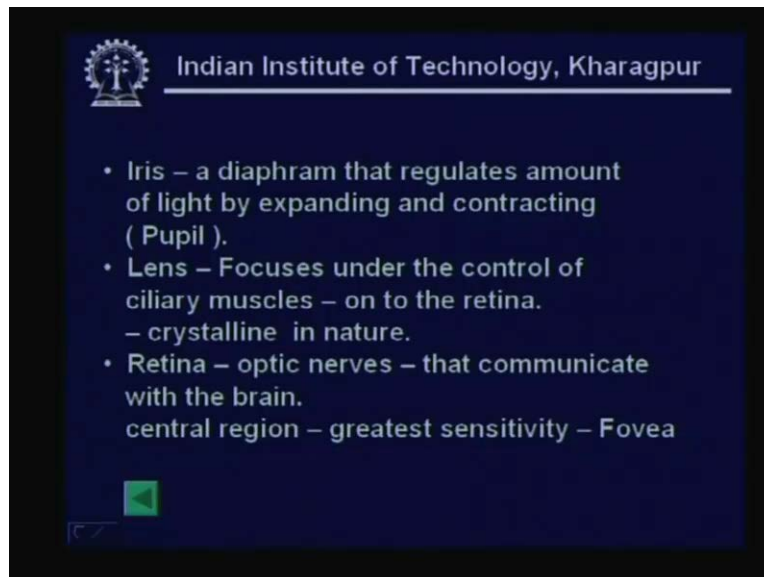 Indian Institute of Technology, Kharagpur
• Iris – a diaphram that regulates amount
of light by expanding and contracting
( Pupil ).
• Lens – Focuses under the control of
ciliary muscles – on to the retina.
– crystalline in nature.
• Retina – optic nerves – that communicate
with the brain.
central region – greatest sensitivity – Fovea